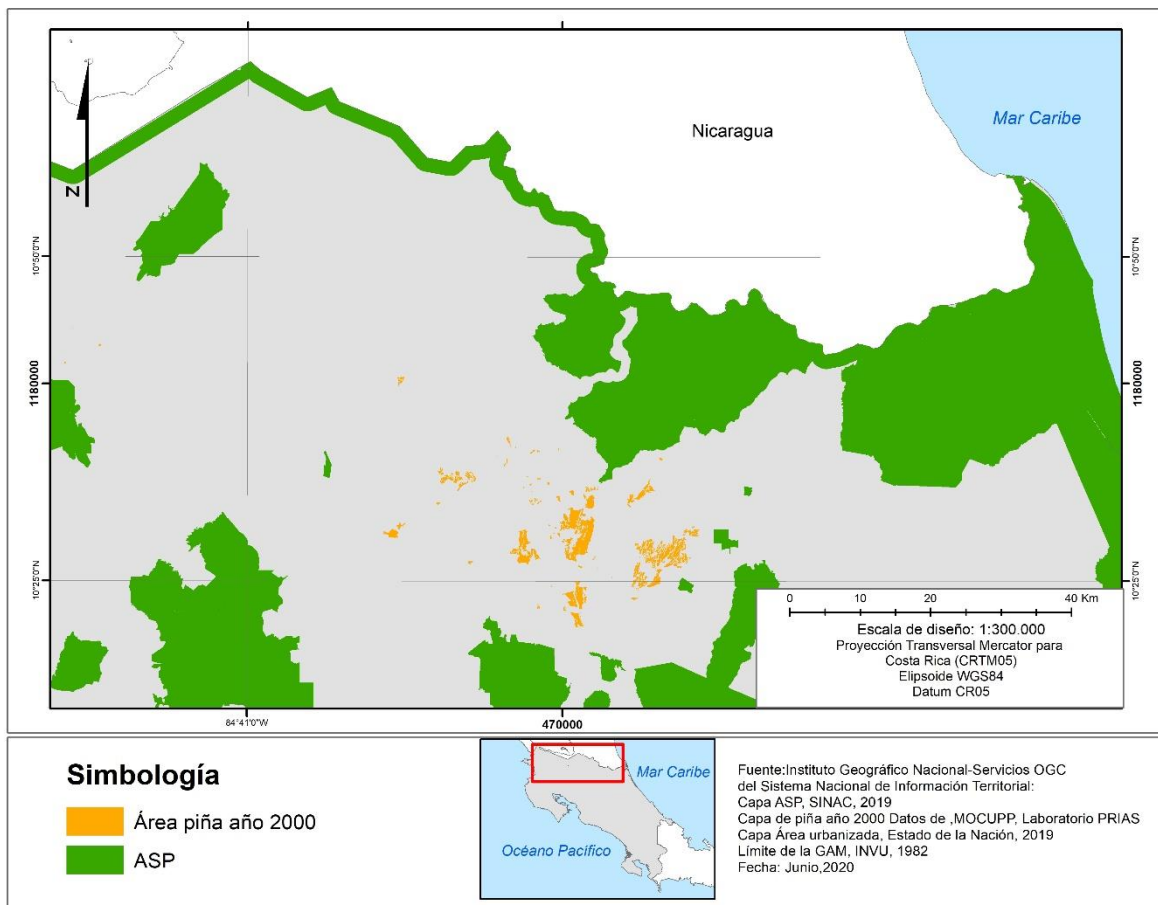 Nicaragua
Mar Caribe
N
10°50'0"N
10°50'0"N
1180000
1180000
10°25'0"N
10°25'0"N
0 10 20 40 Km
Escala de diseño: 1:300.000
Proyección Transversal Mercator para
Costa Rica (CRTM05)
Elipsoide WGS84
Datum CR05
84°41'0"W
470000
Simbología
Área piña año 2000
ASP
Mar Caribe
Océano Pacífico
Fuente:Instituto Geográfico Nacional-Servicios OGC
del Sistema Nacional de Información Territorial:
Capa ASP, SINAC, 2019
Capa de piña año 2000 Datos de ,MOCUPP, Laboratorio PRIAS
Capa Área urbanizada, Estado de la Nación, 2019
Límite de la GAM, INVU, 1982
Fecha: Junio,2020